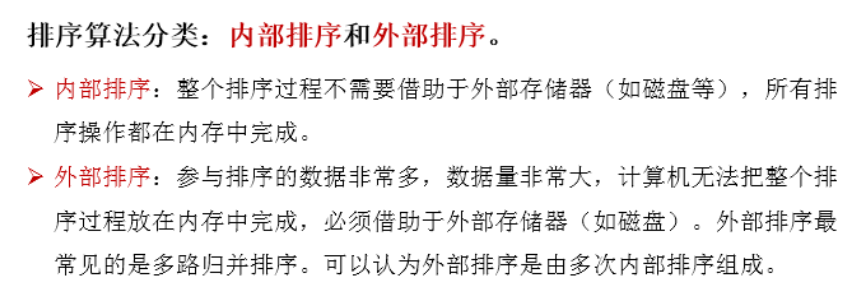 排序算法分类：内部排序和外部排序。
➢ 内部排序：整个排序过程不需要借助于外部存储器（如磁盘等），所有排
序操作都在内存中完成。
➢ 外部排序：参与排序的数据非常多，数据量非常大，计算机无法把整个排
序过程放在内存中完成，必须借助于外部存储器（如磁盘）。外部排序最
常见的是多路归并排序。可以认为外部排序是由多次内部排序组成。